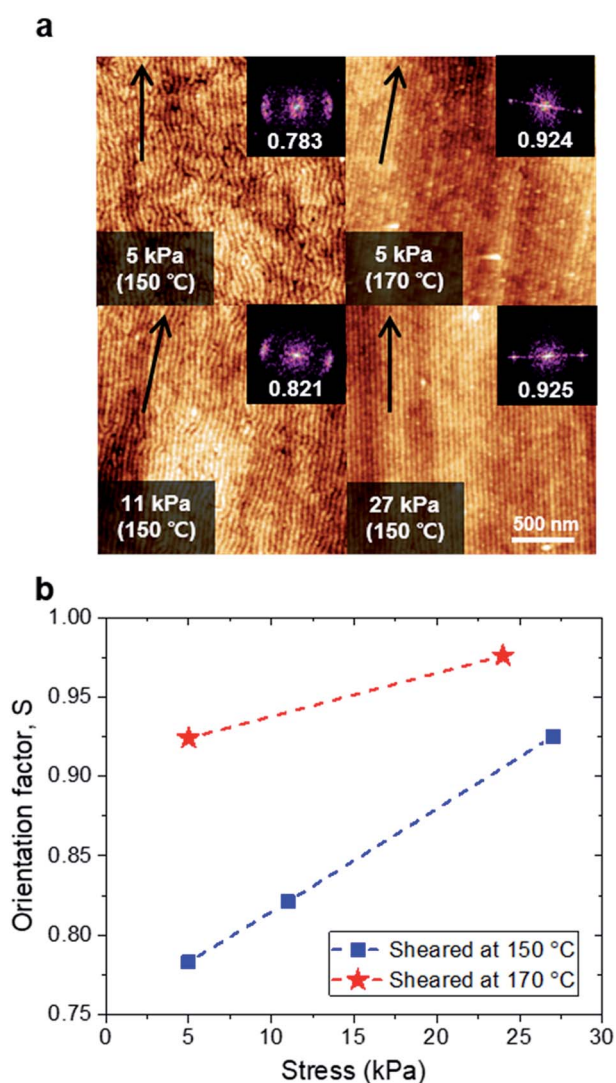 a
0.783
0.924
5 kPa
(150 ℃)
5 kPa
(170 ℃)
0.821
0.925
11 kPa
(150 ℃)
27 kPa
(150 ℃)
500 nm
b
1.00
0.95
0.90
0.85
0.80
0.75
Orientation factor, S
Sheared at 150 °C
Sheared at 170 °C
0 5 10 15 20 25 30
Stress (kPa)